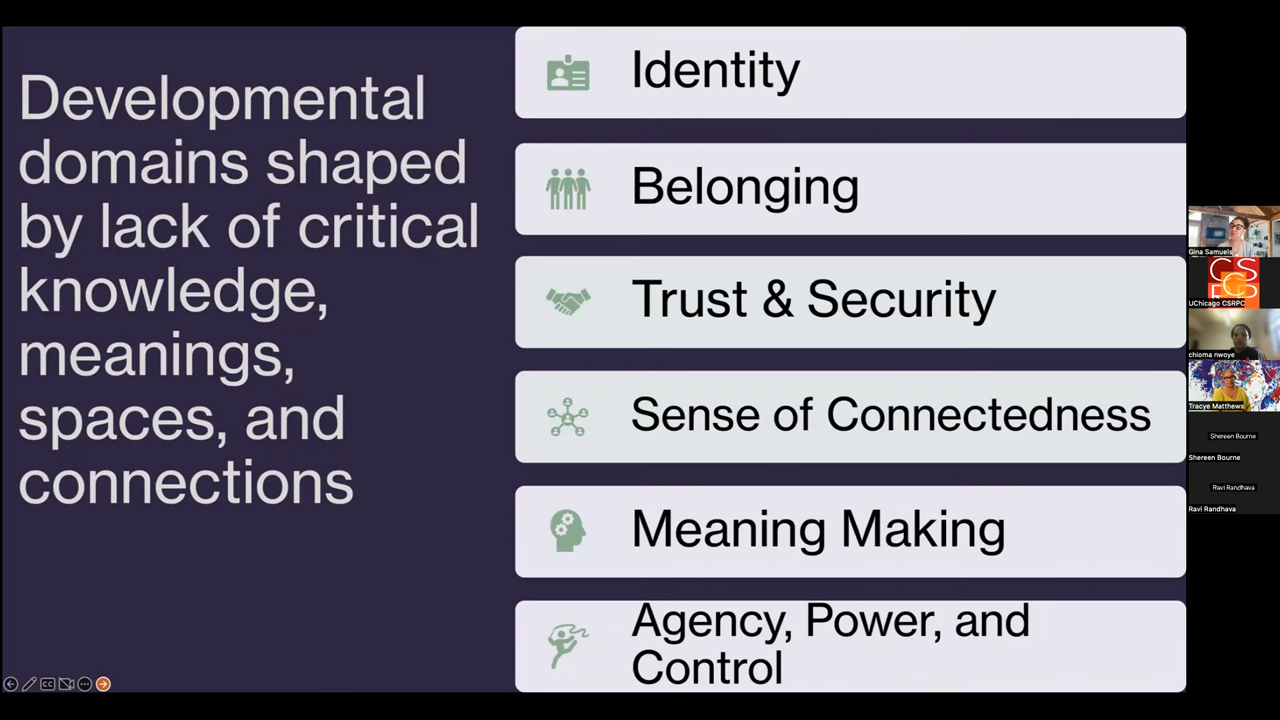 Developmental
domains shaped
by lack of critical
knowledge,
meanings,
spaces, and
connections
Identity
Belonging
Trust & Security
Sense of Connectedness
Meaning Making
Agency, Power, and
Control
CC
Gina Samuels
CS
UChicago CSRPC
chioma nwoye
Tracye Matthews
Shereen Bourne
Shereen Bourne
Ravi Randhava
Ravi Randhava